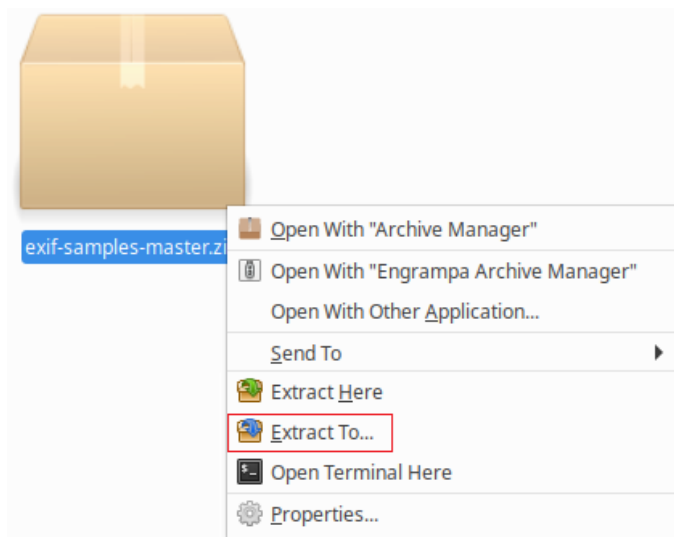 exif-samples-master.zi
Open With "Archive Manager"
Open With "Engrampa Archive Manager"
Open With Other Application...
Send To
Extract Here
Extract To...
Open Terminal Here
Properties...